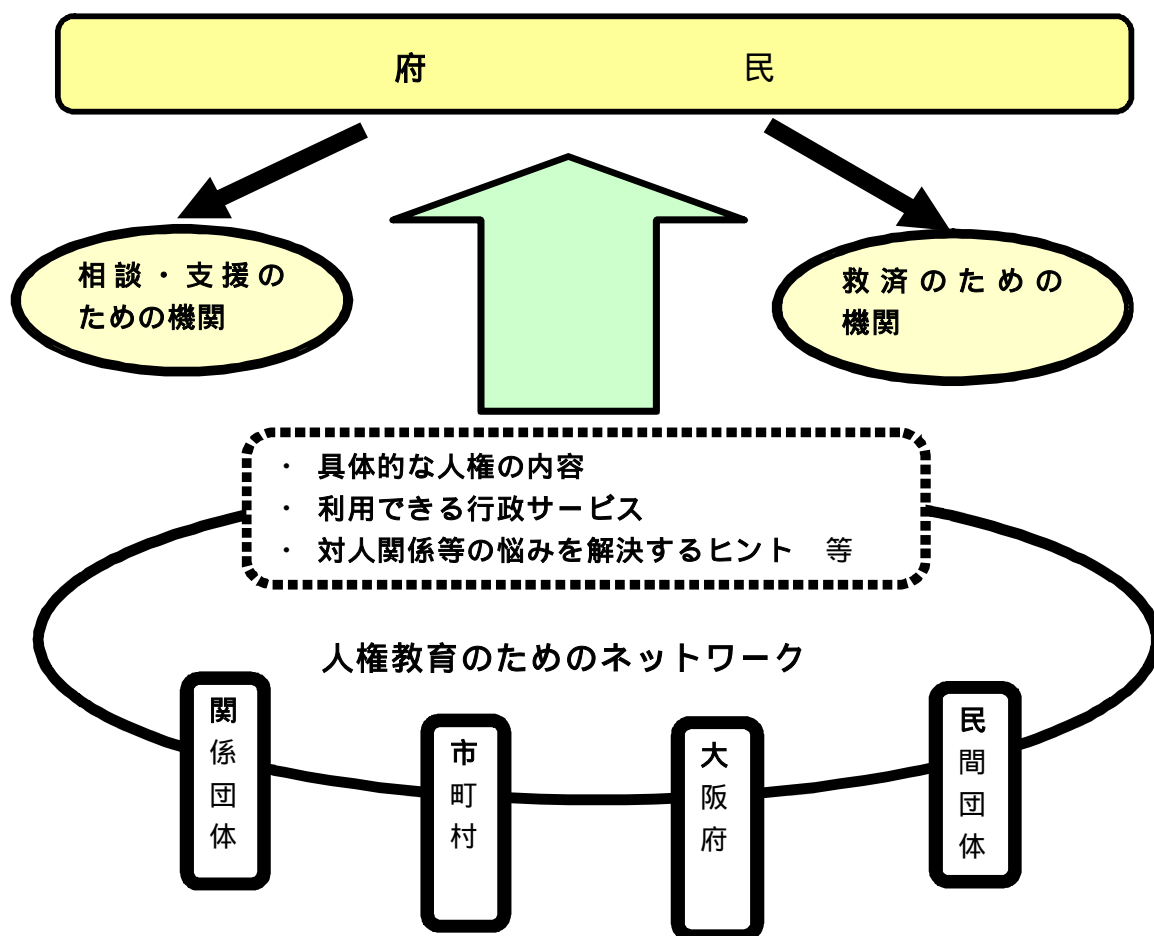 府 民
相談・支援の
ための機関
救済のための
機関
・ 具体的な人権の内容
・ 利用できる行政サービス
・ 対人関係等の悩みを解決するヒント 等
人権教育のためのネットワーク
関係団体
市町村
大阪府
民間団体